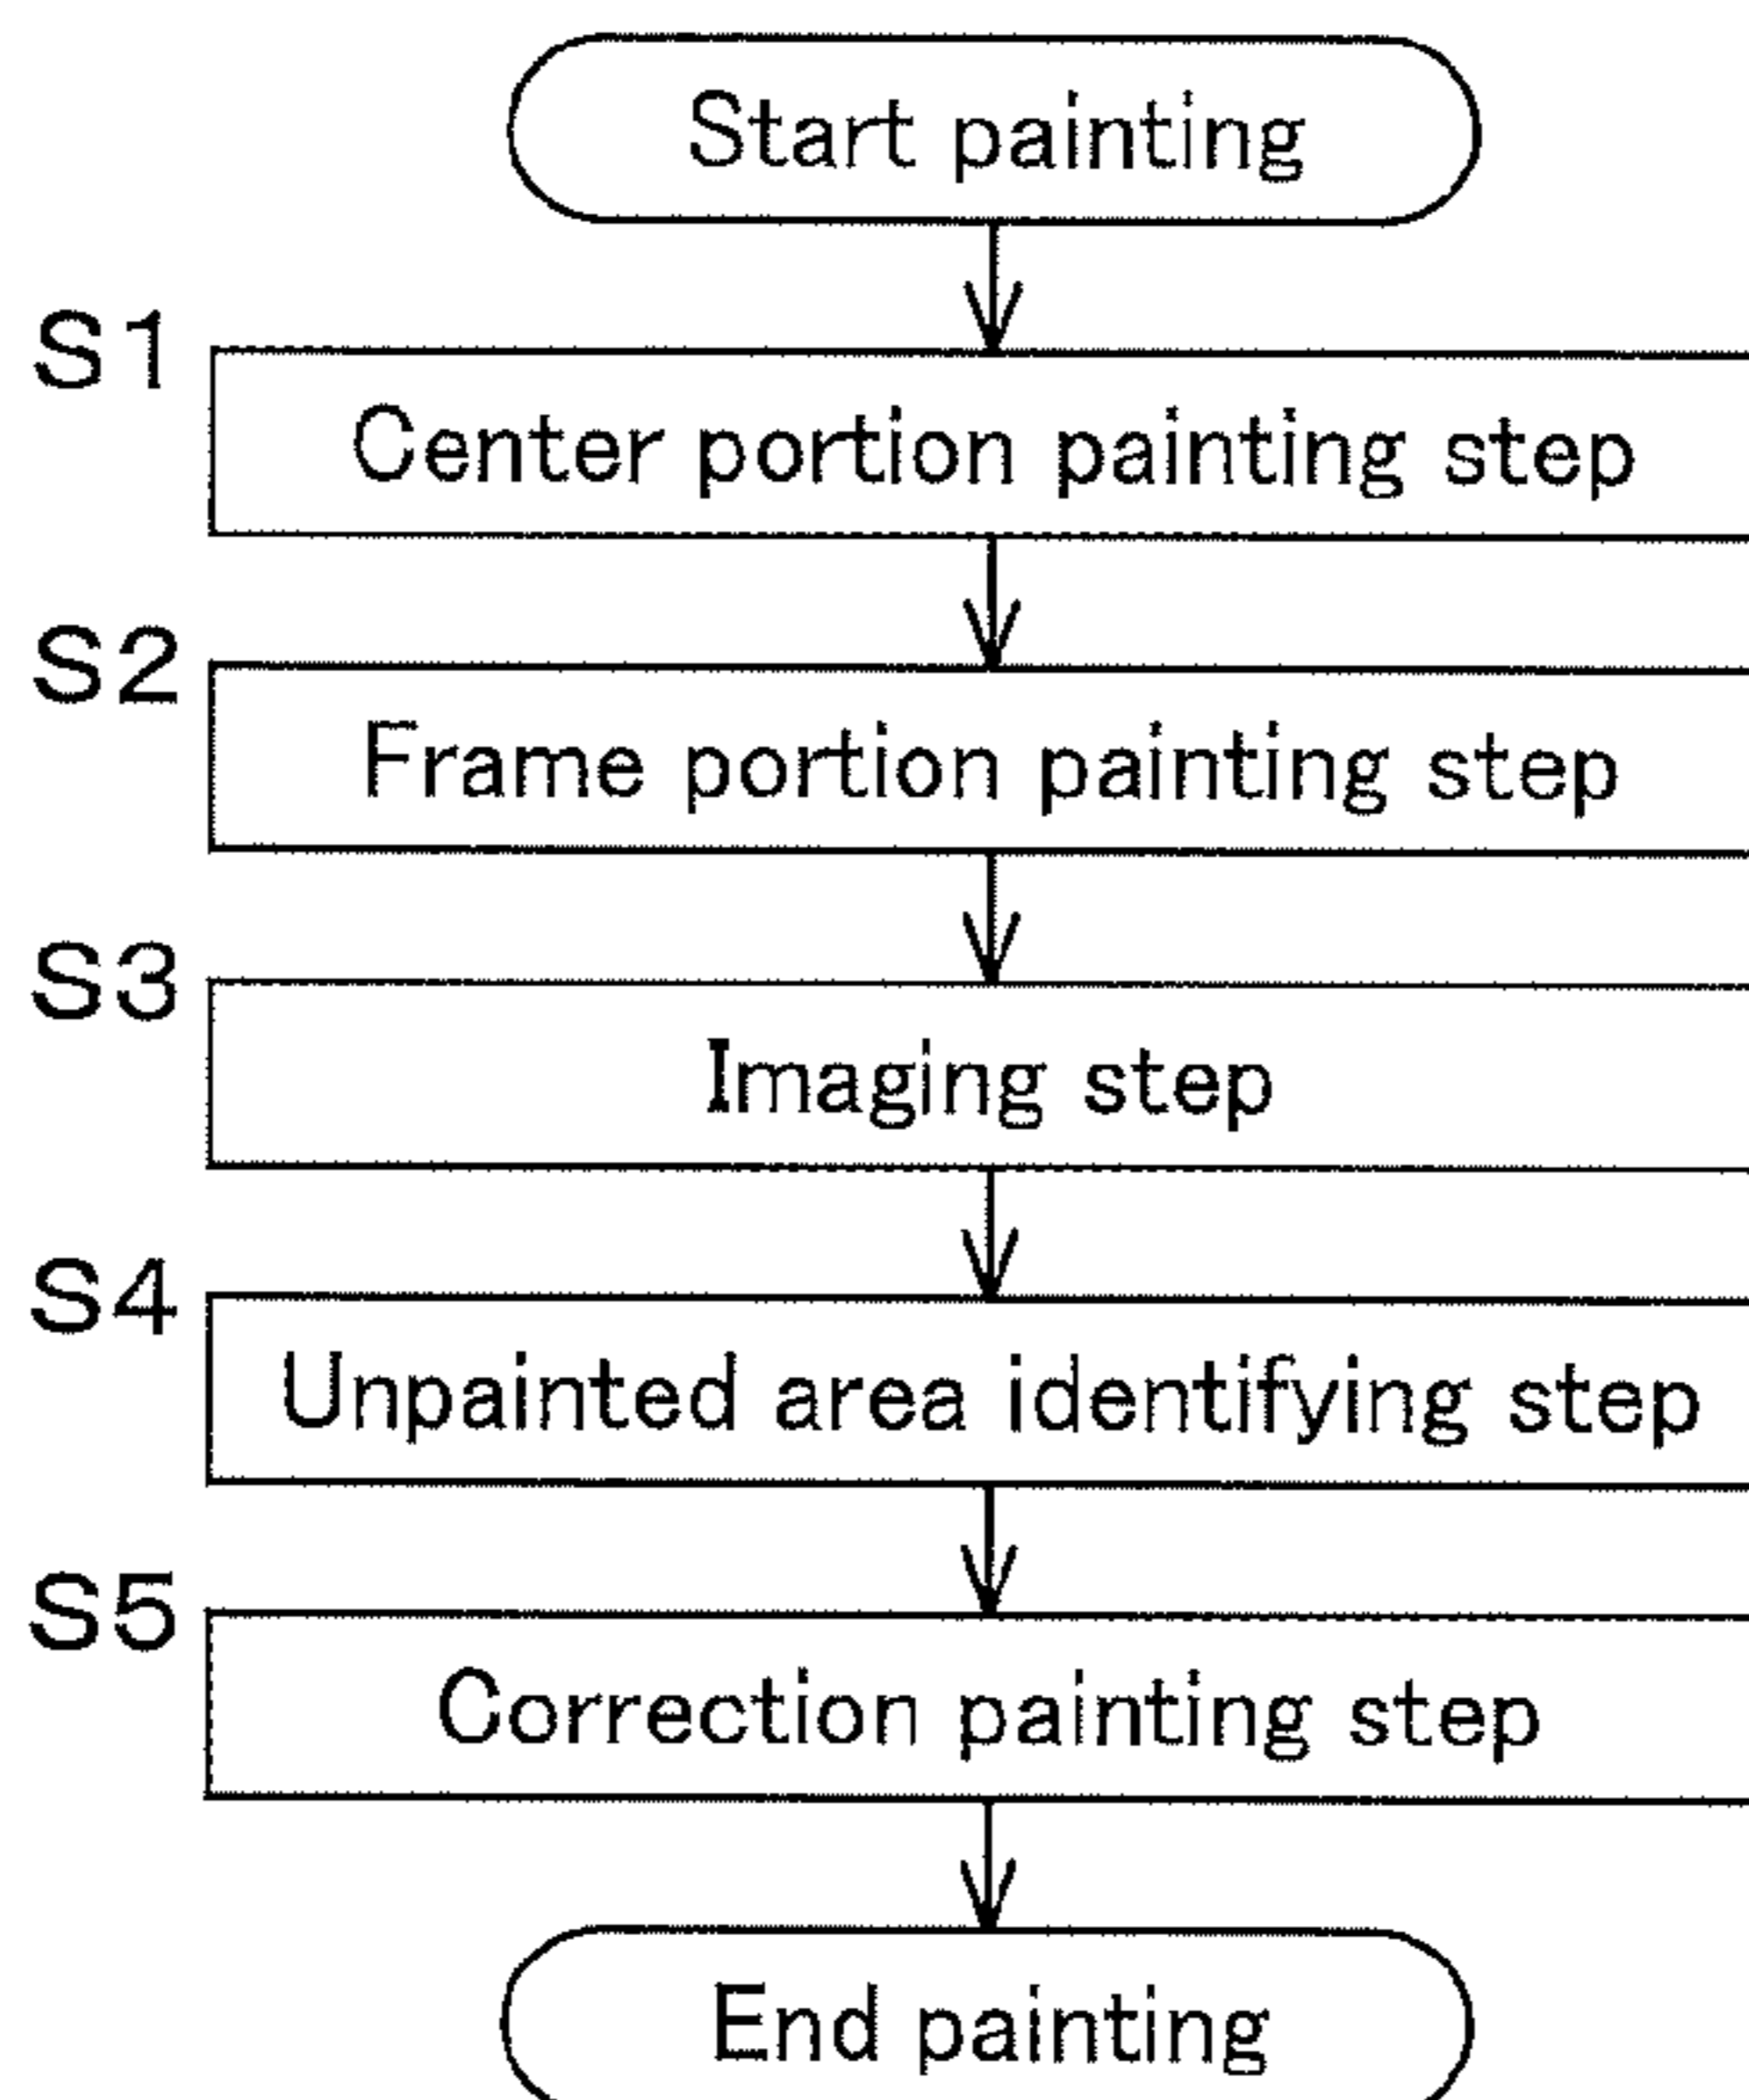 Start painting
S1
Center portion painting step
S2
Frame portion painting step
S3
Imaging step
S4
Unpainted area identifying step
S5
Correction painting step
End painting